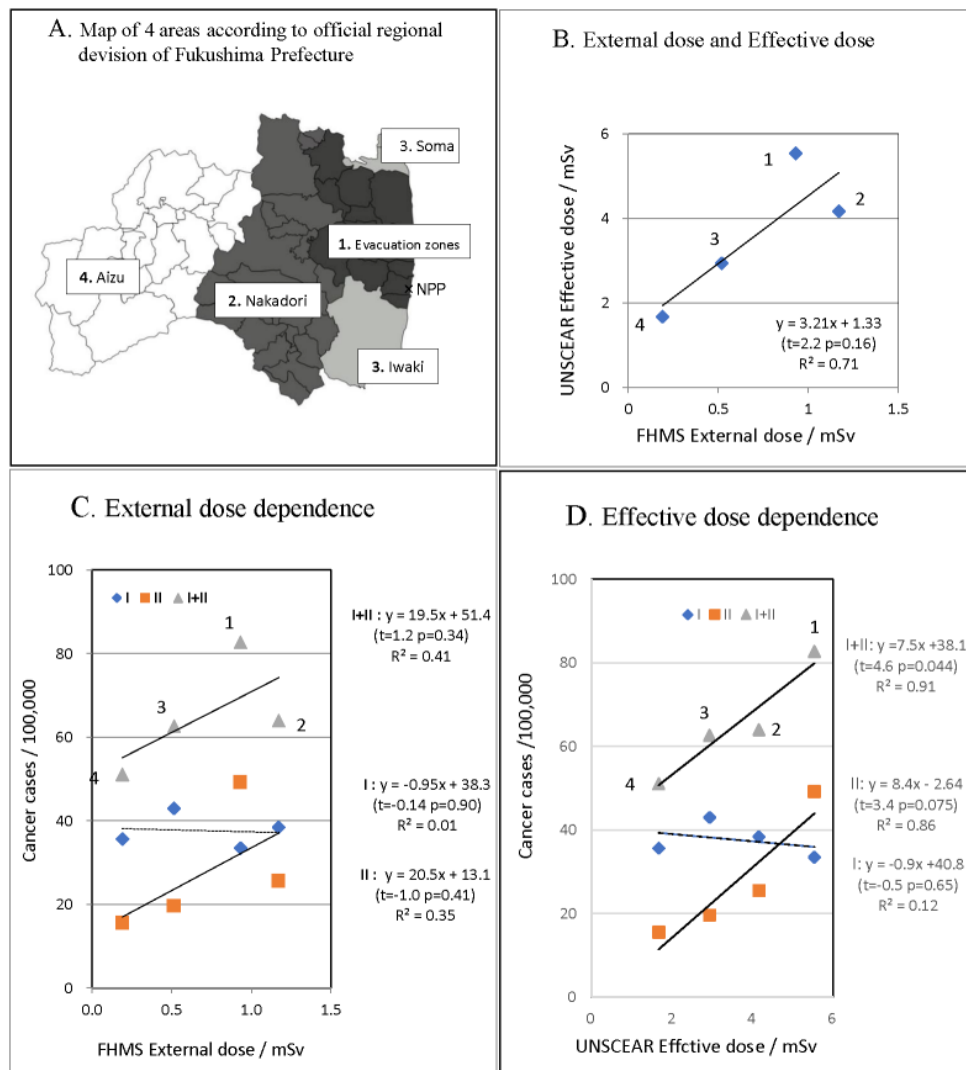 A. Map of 4 areas according to official regional
devision of Fukushima Prefecture
3. Soma
1. Evacuation zones
4. Aizu
×NPP
2. Nakadori
3. Iwaki
B. External dose and Effective dose
UNSCEAR Effective dose / mSv
6
4
2
0
1
2
3
4
y = 3.21x + 1.33
(t=2.2 p=0.16)
R² = 0.71
0 0.5 1 1.5
FHMS External dose / mSv
C. External dose dependence
Cancer cases / 100,000
100
80
60
40
20
0
I II I+II
1
2
3
4
I+II : y = 19.5x + 51.4
(t=1.2 p=0.34)
R² = 0.41
I : y = -0.95x + 38.3
(t=-0.14 p=0.90)
R² = 0.01
II : y = 20.5x + 13.1
(t=-1.0 p=0.41)
R² = 0.35
0.0 0.5 1.0 1.5
FHMS External dose / mSv
D. Effective dose dependence
Cancer cases /100,000
100
80
60
40
20
0
I II I+II
1
3
2
4
I+II: y =7.5x +38.1
(t=4.6 p=0.044)
R² = 0.91
II: y = 8.4x - 2.64
(t=3.4 p=0.075)
R² = 0.86
I: y = -0.9x +40.8
(t=-0.5 p=0.65)
R² = 0.12
0 2 4 6
UNSCEAR Effctive dose / mSv